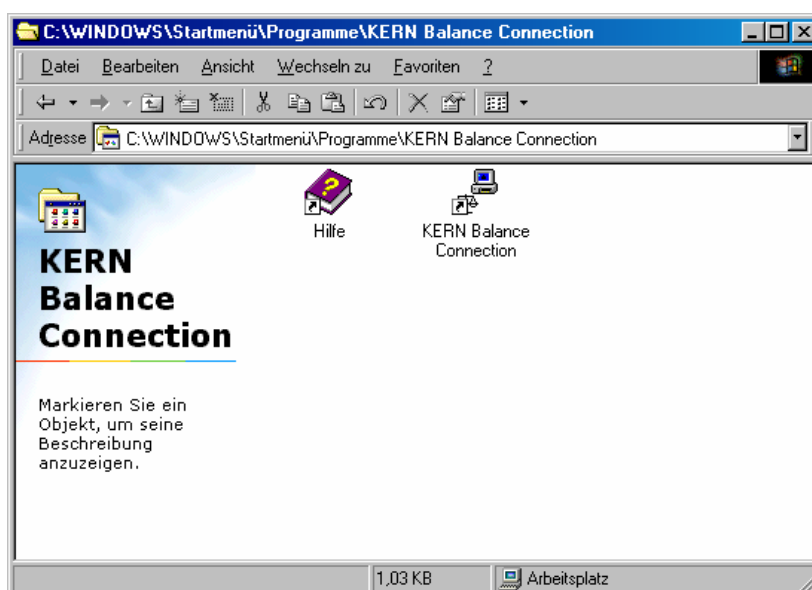 C:\WINDOWS\Startmenü\Programme\KERN Balance Connection
Datei Bearbeiten Ansicht Wechseln zu Favoriten ?
Adresse C:\WINDOWS\Startmenü\Programme\KERN Balance Connection
Hilfe
KERN Balance
Connection
KERN
Balance
Connection
Markieren Sie ein
Objekt, um seine
Beschreibung
anzuzeigen.
1,03 KB Arbeitsplatz